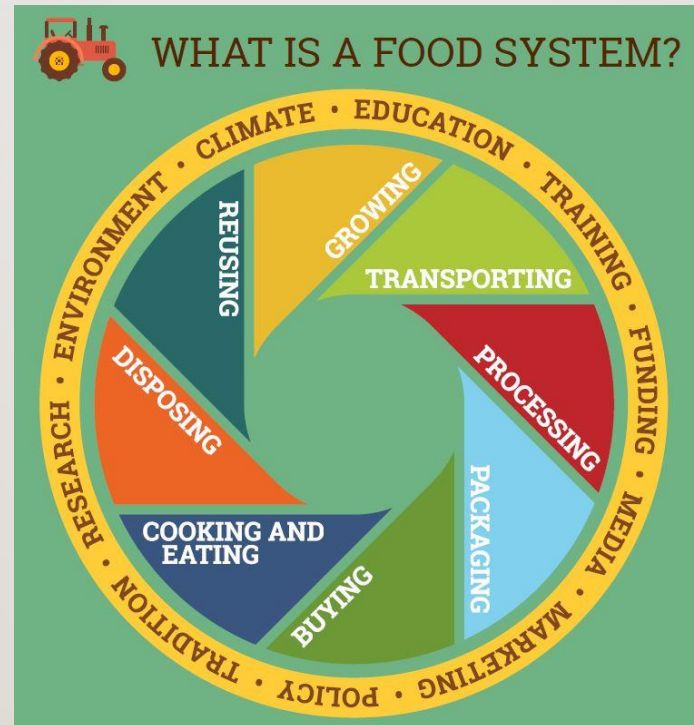 WHAT IS A FOOD SYSTEM?
CLIMATE • EDUCATION • TRAINING • FUNDING • MEDIA • MARKETING • POLICY • TRADITION • RESEARCH • ENVIRONMENT •
GROWING
TRANSPORTING
PROCESSING
PACKAGING
BUYING
COOKING AND
EATING
DISPOSING
REUSING